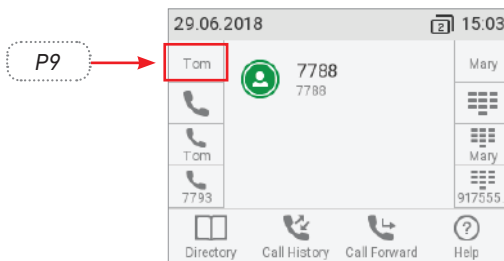 29.06.2018 2 15:03
P9
Tom
7788
7788
Mary
Tom
Mary
7793
917555.
Directory Call History Call Forward Help